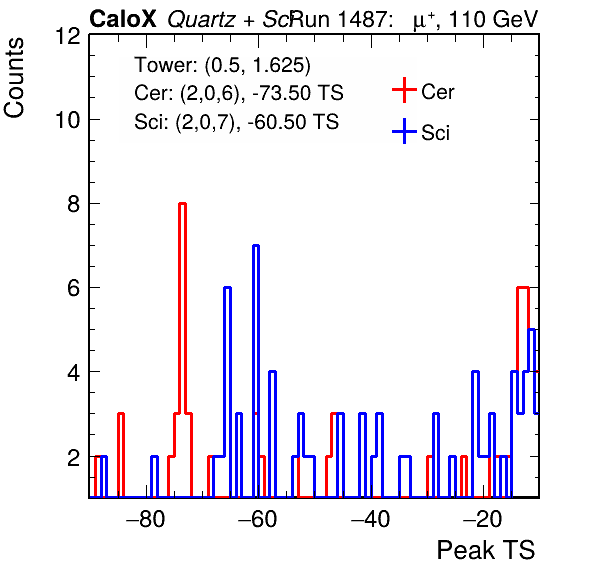 CaloX Quartz + Sci Run 1487: μ⁺, 110 GeV
Counts
12
Tower: (0.5, 1.625)
Cer: (2,0,6), -73.50 TS
Sci: (2,0,7), -60.50 TS
Cer
Sci
10
8
6
4
2
−80 −60 −40 −20
Peak TS